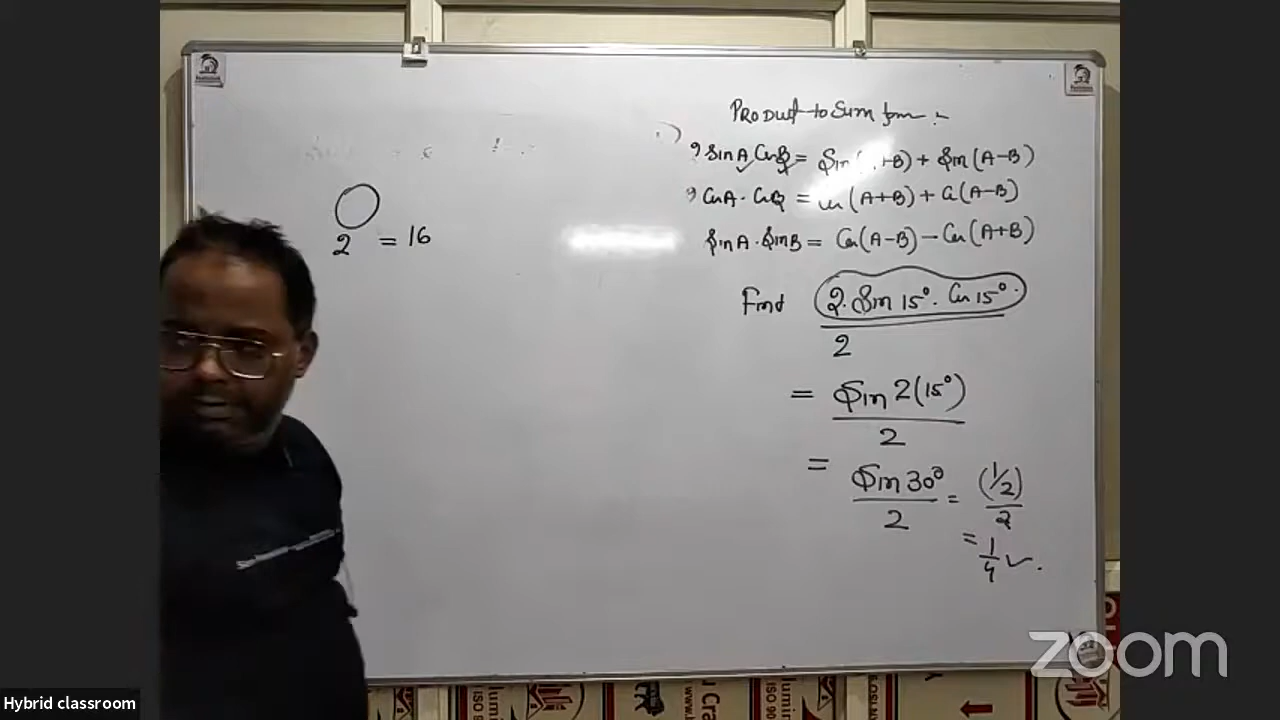 Product to Sum form :-
2 Sin A Cos B = Sin(A+B) + Sin(A-B)
2 Cos A · Cos B = Cos(A+B) + C(A-B)
Sin A · Sin B = Cos(A-B) - Cos(A+B)
2 = 16
Find 2. Sin 15°. Cos 15°.
2
= Sin 2(15°)
2
= Sin 30° = (1/2)
2 2
= 1/4
zoom
Hybrid classroom